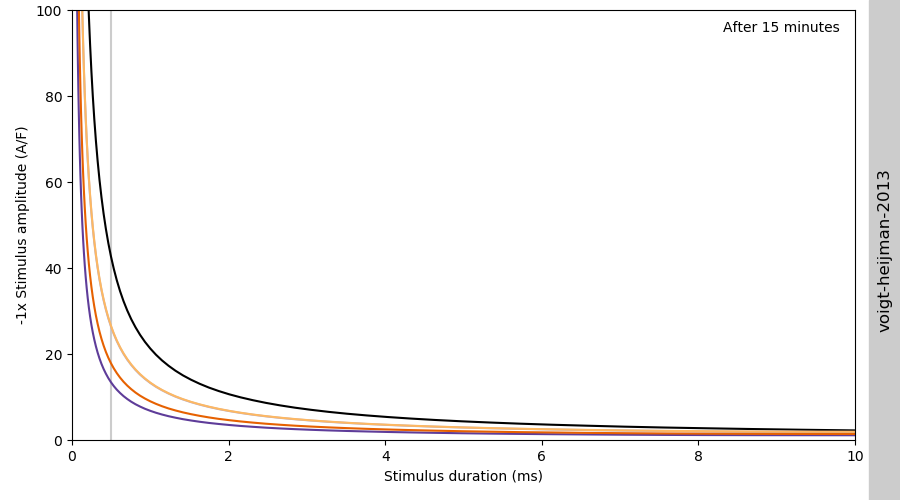 After 15 minutes
100
80
60
40
20
0
-1x Stimulus amplitude (A/F)
0 2 4 6 8 10
Stimulus duration (ms)
voigt-heijman-2013